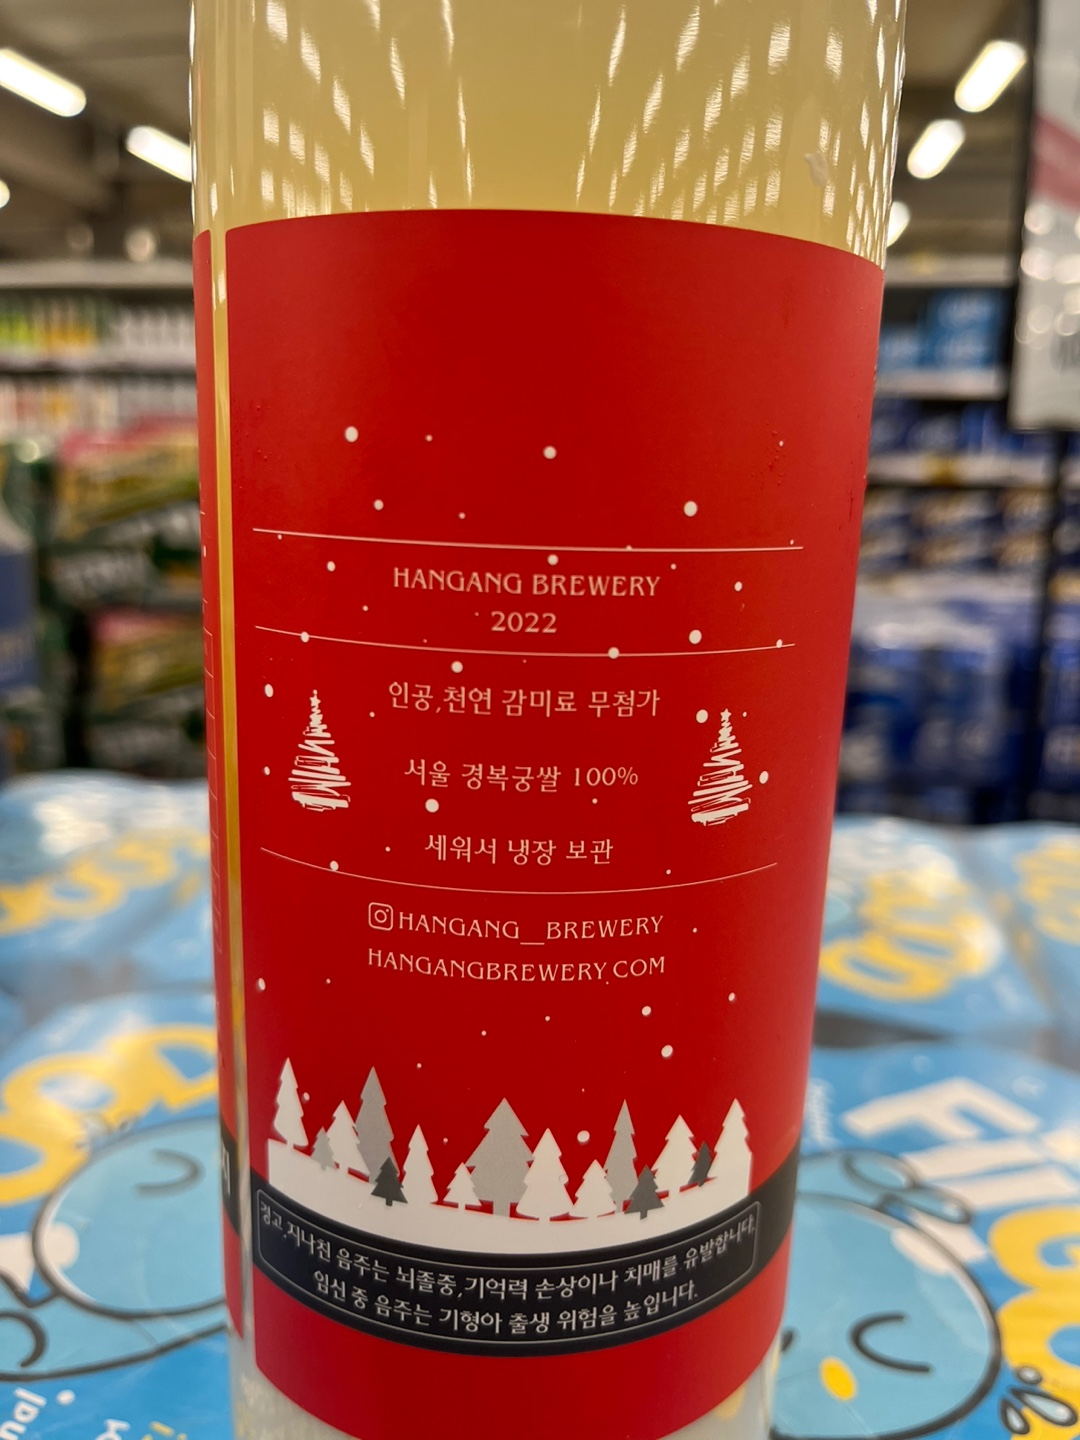 HANGANG BREWERY
2022
인공,천연 감미료 무첨가
서울 경복궁쌀 100%
세워서 냉장 보관
HANGANG__BREWERY
HANGANGBREWERY.COM
경고,지나친 음주는 뇌졸중,기억력 손상이나 치매를 유발합니다.
임신 중 음주는 기형아 출생 위험을 높입니다.